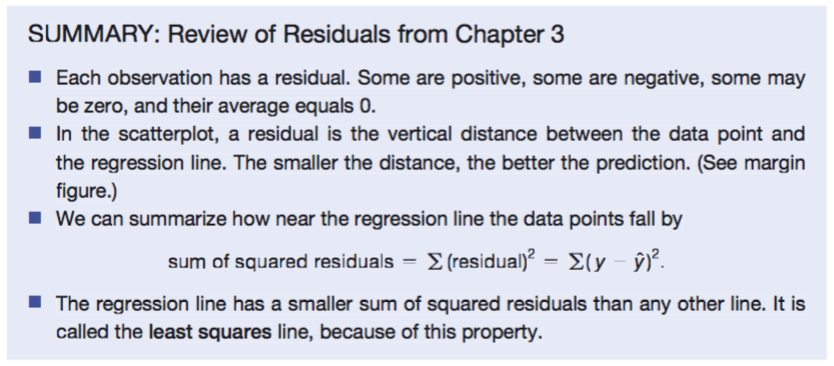 SUMMARY: Review of Residuals from Chapter 3
■ Each observation has a residual. Some are positive, some are negative, some may
be zero, and their average equals 0.
■ In the scatterplot, a residual is the vertical distance between the data point and
the regression line. The smaller the distance, the better the prediction. (See margin
figure.)
■ We can summarize how near the regression line the data points fall by
sum of squared residuals = Σ(residual)² = Σ(y − ŷ)².
■ The regression line has a smaller sum of squared residuals than any other line. It is
called the least squares line, because of this property.